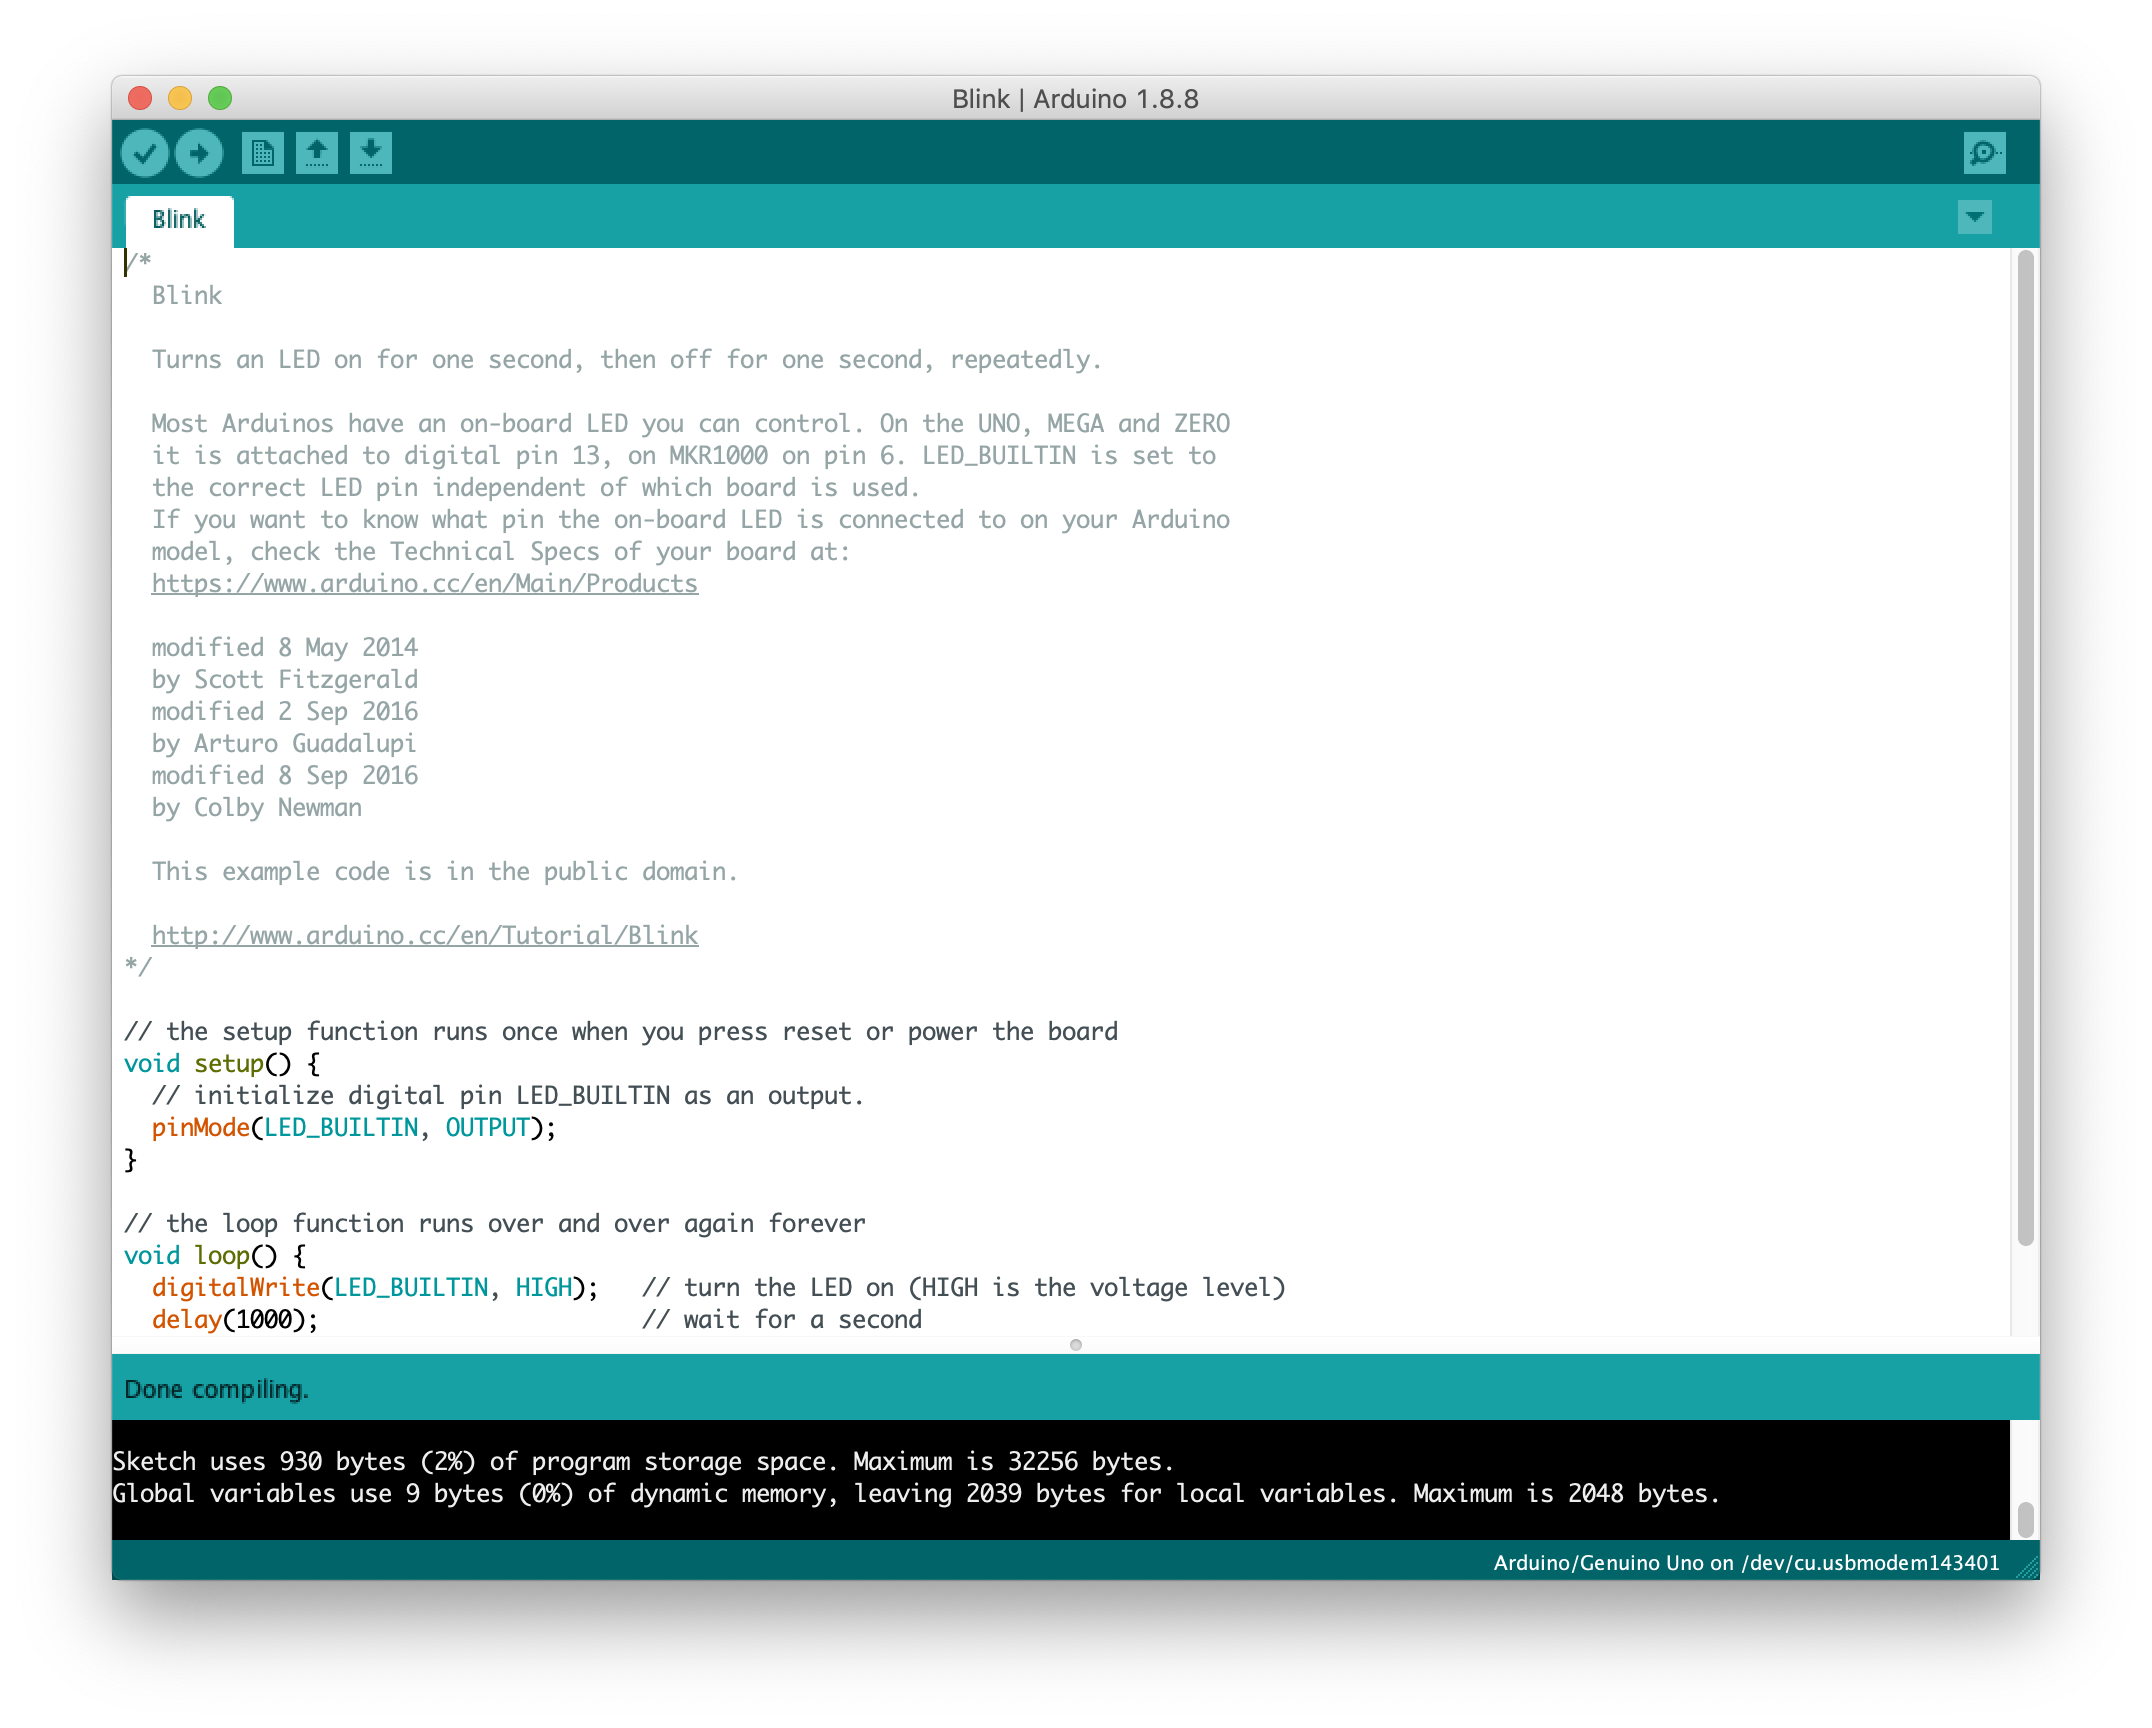 Blink | Arduino 1.8.8
Blink
/*
  Blink

  Turns an LED on for one second, then off for one second, repeatedly.

  Most Arduinos have an on-board LED you can control. On the UNO, MEGA and ZERO
  it is attached to digital pin 13, on MKR1000 on pin 6. LED_BUILTIN is set to
  the correct LED pin independent of which board is used.
  If you want to know what pin the on-board LED is connected to on your Arduino
  model, check the Technical Specs of your board at:
  https://www.arduino.cc/en/Main/Products

  modified 8 May 2014
  by Scott Fitzgerald
  modified 2 Sep 2016
  by Arturo Guadalupi
  modified 8 Sep 2016
  by Colby Newman

  This example code is in the public domain.

  http://www.arduino.cc/en/Tutorial/Blink
*/

// the setup function runs once when you press reset or power the board
void setup() {
  // initialize digital pin LED_BUILTIN as an output.
  pinMode(LED_BUILTIN, OUTPUT);
}

// the loop function runs over and over again forever
void loop() {
  digitalWrite(LED_BUILTIN, HIGH);   // turn the LED on (HIGH is the voltage level)
  delay(1000);                       // wait for a second
Done compiling.
Sketch uses 930 bytes (2%) of program storage space. Maximum is 32256 bytes.
Global variables use 9 bytes (0%) of dynamic memory, leaving 2039 bytes for local variables. Maximum is 2048 bytes.
Arduino/Genuino Uno on /dev/cu.usbmodem143401